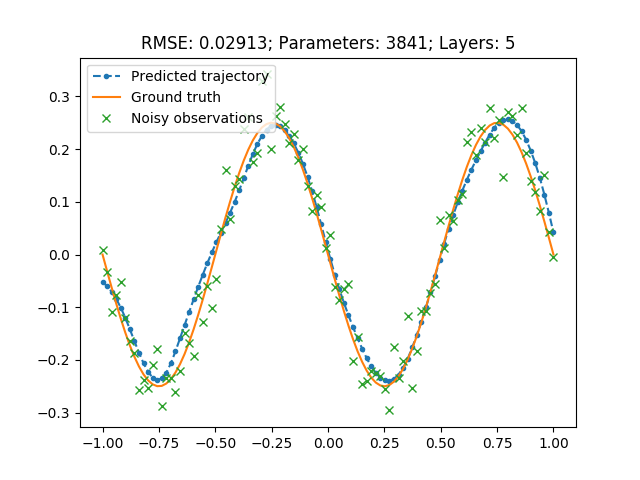 RMSE: 0.02913; Parameters: 3841; Layers: 5
Predicted trajectory
Ground truth
Noisy observations
0.3
0.2
0.1
0.0
−0.1
−0.2
−0.3
−1.00 −0.75 −0.50 −0.25 0.00 0.25 0.50 0.75 1.00